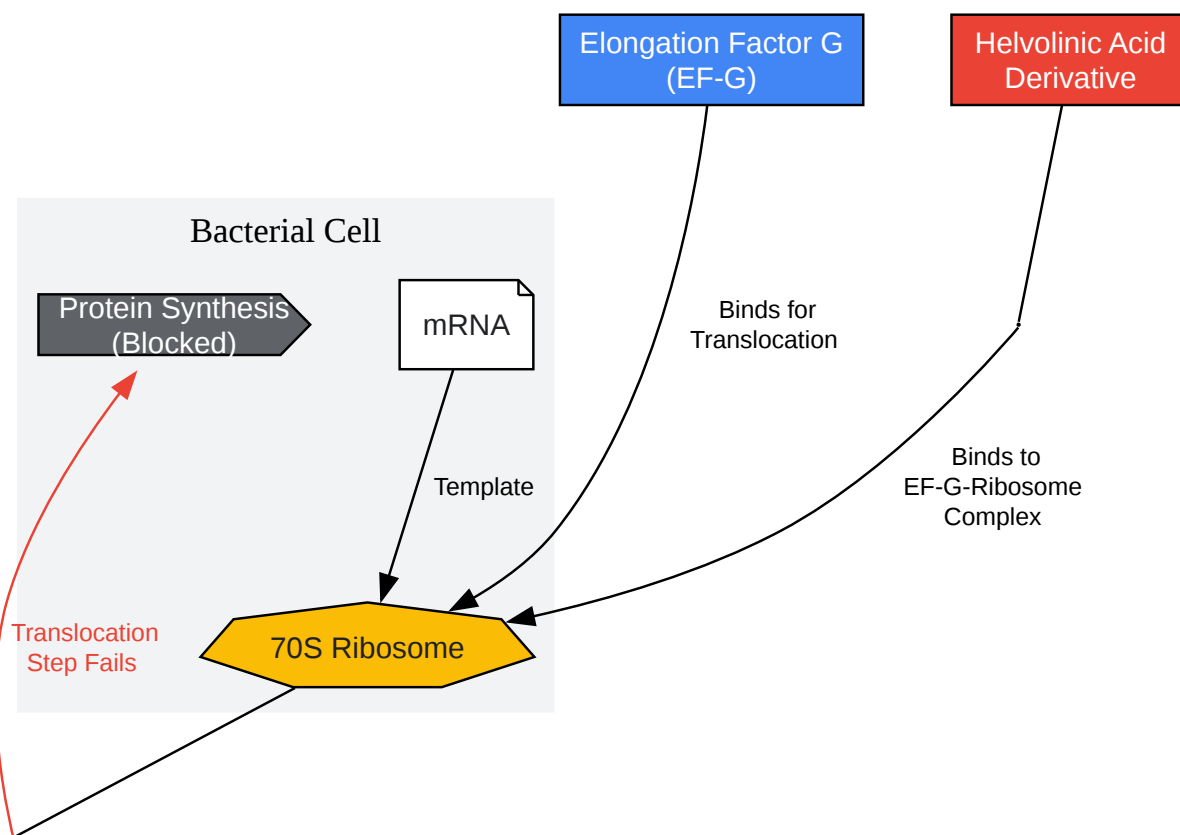 Elongation Factor G
(EF-G)
Helvolinic Acid
Derivative
Bacterial Cell
Protein Synthesis
(Blocked)
mRNA
Binds for
Translocation
Template
Binds to
EF-G-Ribosome
Complex
Translocation
Step Fails
70S Ribosome